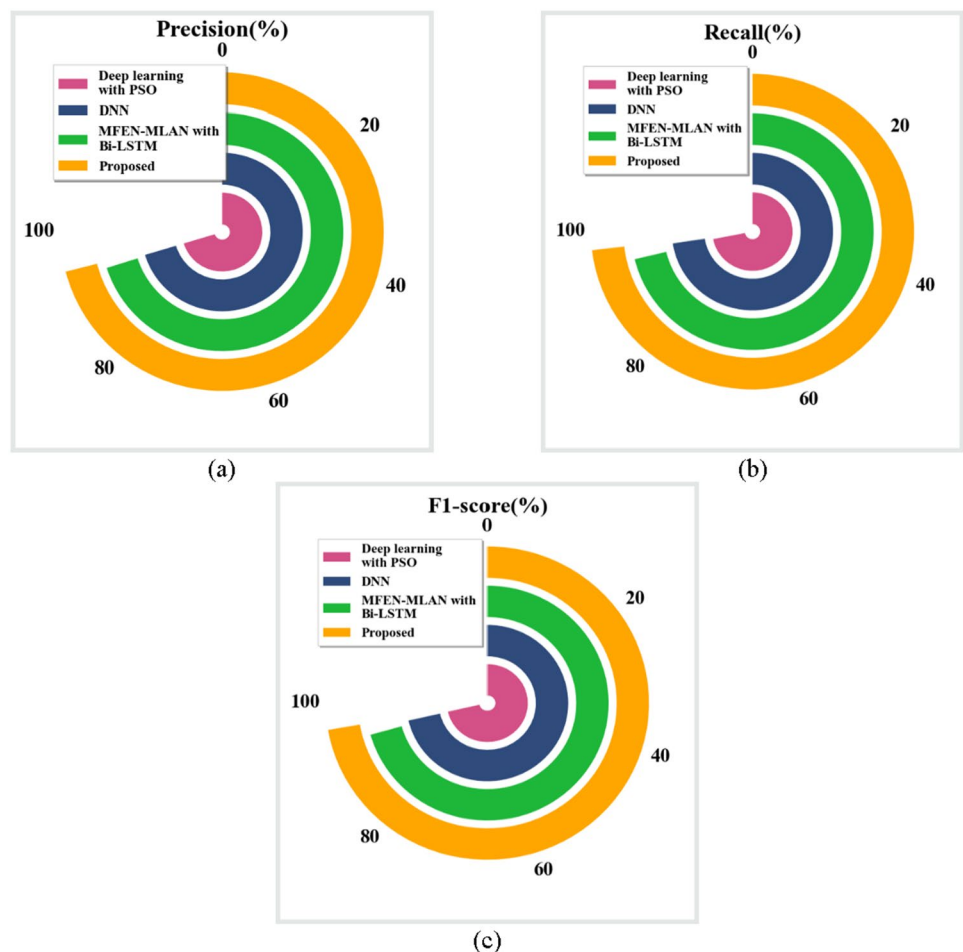 Precision(%)
0
Deep learning
with PSO
DNN
MFEN-MLAN with
Bi-LSTM
Proposed
20
40
60
80
100
(a)
Recall(%)
0
Deep learning
with PSO
DNN
MFEN-MLAN with
Bi-LSTM
Proposed
20
40
60
80
100
(b)
F1-score(%)
0
Deep learning
with PSO
DNN
MFEN-MLAN with
Bi-LSTM
Proposed
20
40
60
80
100
(c)